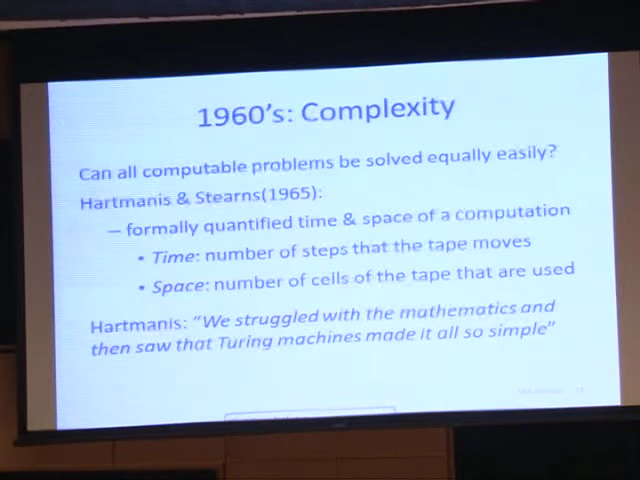 1960's: Complexity
Can all computable problems be solved equally easily?
Hartmanis & Stearns(1965):
– formally quantified time & space of a computation
• Time: number of steps that the tape moves
• Space: number of cells of the tape that are used
Hartmanis: "We struggled with the mathematics and
then saw that Turing machines made it all so simple"